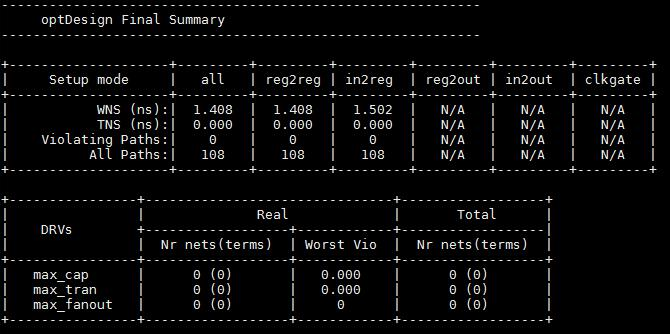 ------------------------------------------------------------
     optDesign Final Summary
------------------------------------------------------------
+--------------------+---------+---------+---------+---------+---------+---------+
|     Setup mode     |   all   | reg2reg | in2reg  | reg2out | in2out  | clkgate |
+--------------------+---------+---------+---------+---------+---------+---------+
|           WNS (ns):|  1.408  |  1.408  |  1.502  |   N/A   |   N/A   |   N/A   |
|           TNS (ns):|  0.000  |  0.000  |  0.000  |   N/A   |   N/A   |   N/A   |
|    Violating Paths:|    0    |    0    |    0    |   N/A   |   N/A   |   N/A   |
|          All Paths:|   108   |   108   |   108   |   N/A   |   N/A   |   N/A   |
+--------------------+---------+---------+---------+---------+---------+---------+
+----------------+-------------------------------+------------------+
|                |              Real             |       Total      |
|    DRVs        +------------------+------------+------------------|
|                |  Nr nets(terms)  | Worst Vio  |  Nr nets(terms)  |
+----------------+------------------+------------+------------------+
|   max_cap      |      0 (0)       |   0.000    |      0 (0)       |
|   max_tran     |      0 (0)       |   0.000    |      0 (0)       |
|   max_fanout   |      0 (0)       |     0      |      0 (0)       |
+----------------+------------------+------------+------------------+